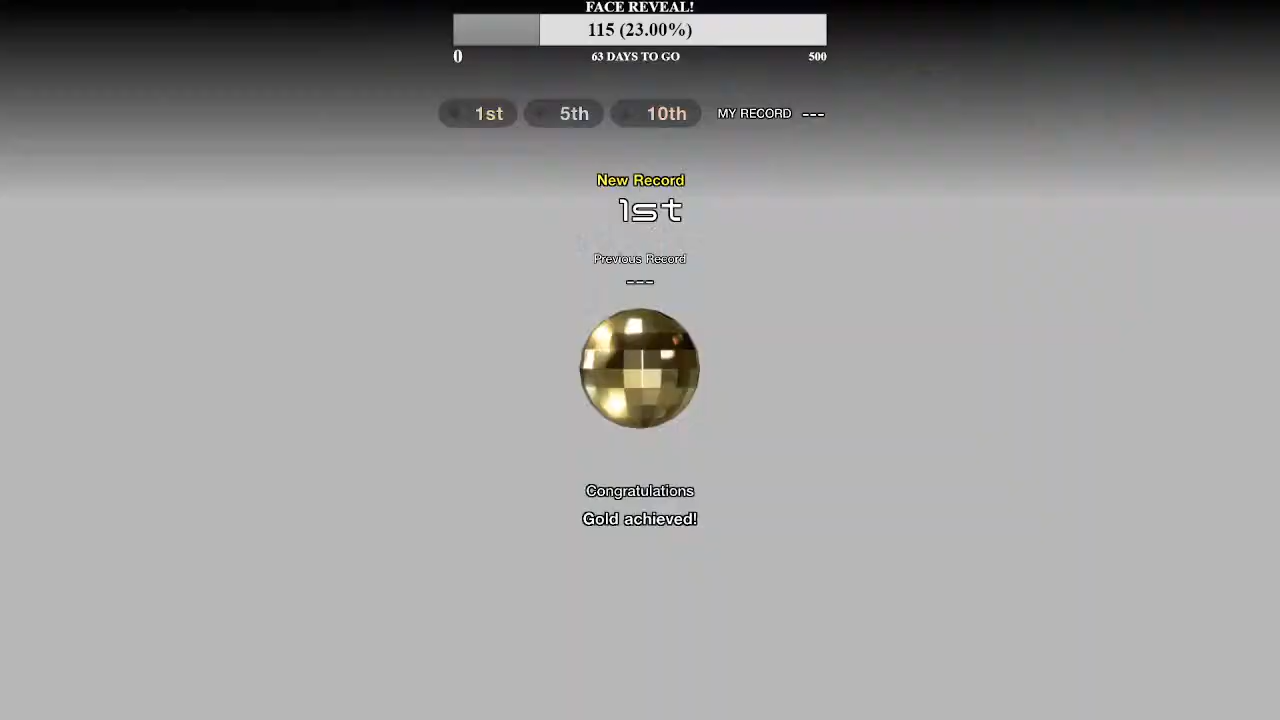 FACE REVEAL!
115 (23.00%)
0 63 DAYS TO GO 500
1st 5th 10th MY RECORD ---
New Record
1st
Previous Record
---
Congratulations
Gold achieved!